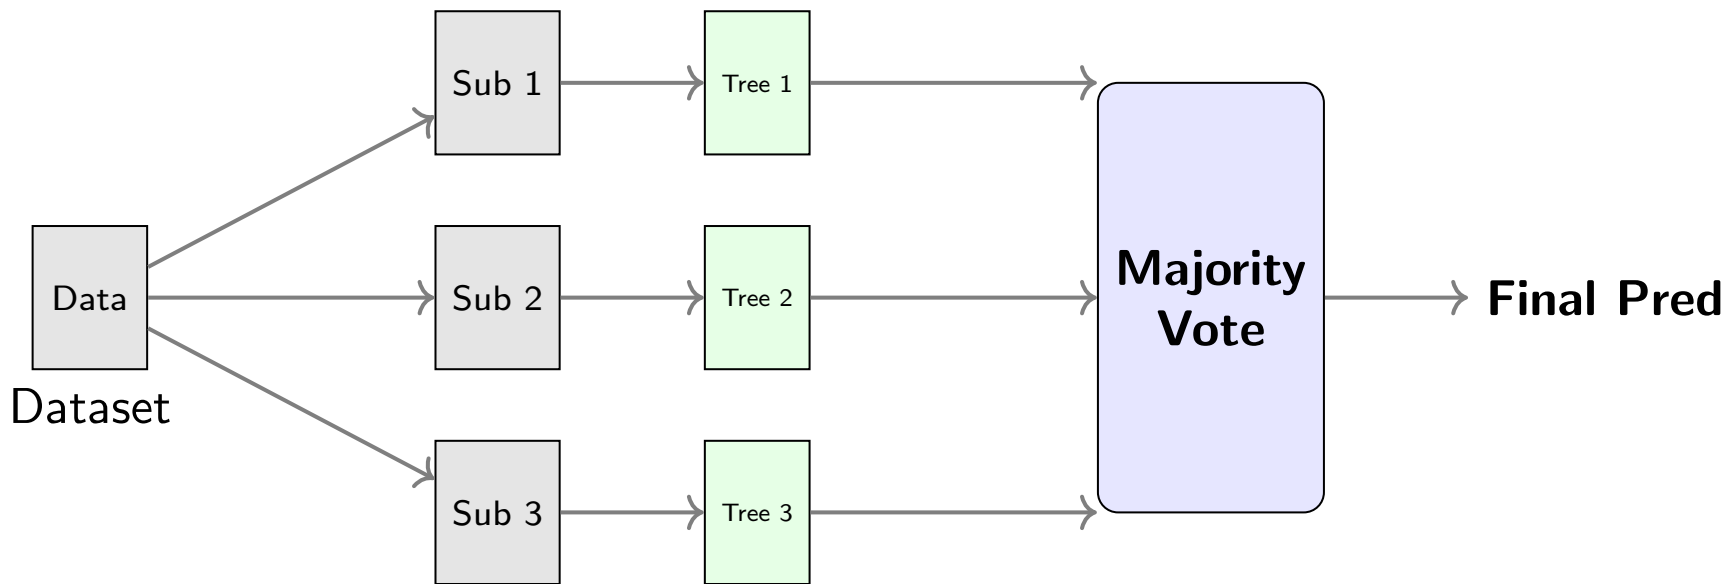 Data
Dataset
Sub 1
Tree 1
Sub 2
Tree 2
Sub 3
Tree 3
Majority
Vote
Final Pred